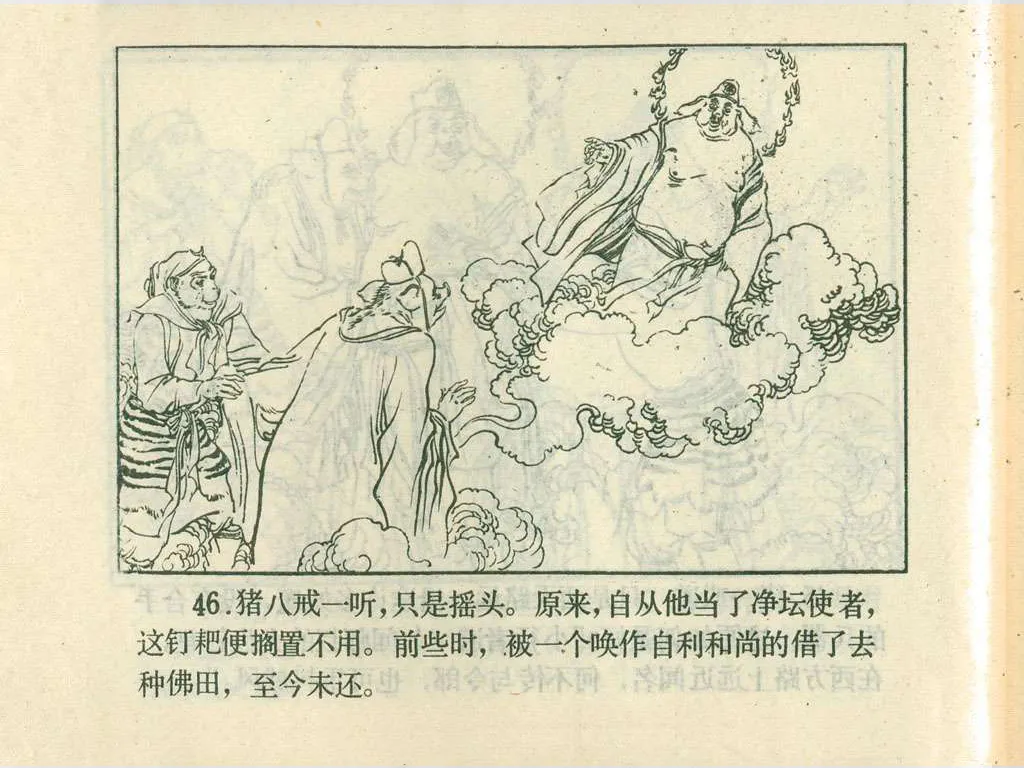 46.猪八戒一听，只是摇头。原来，自从他当了净坛使者，
这钉耙便搁置不用。前些时，被一个唤作自利和尚的借了去
种佛田，至今未还。